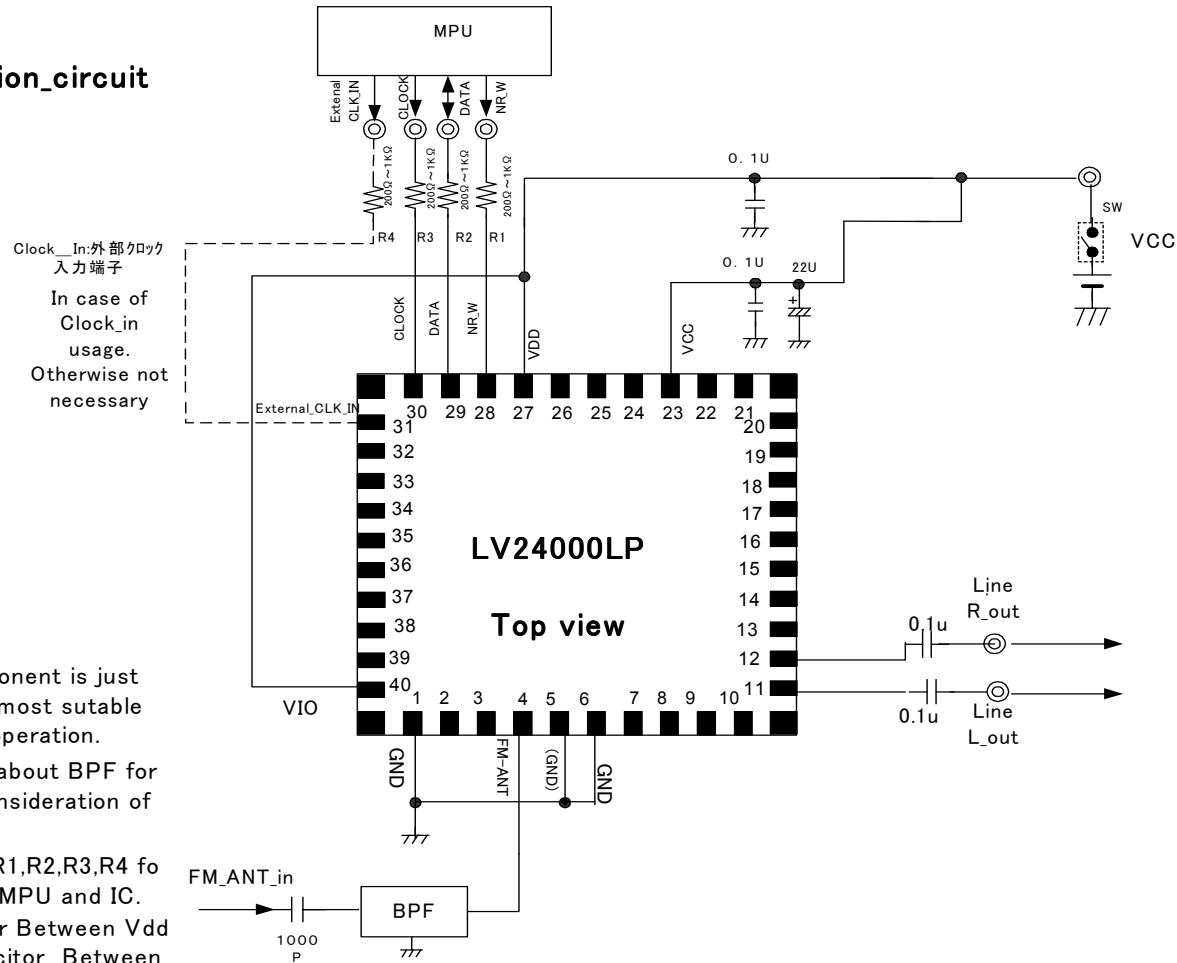 ion_circuit
MPU
External
CLK_IN
CLOCK
DATA
NR_W
200Ω~1KΩ
200Ω~1KΩ
200Ω~1KΩ
200Ω~1KΩ
R4
R3
R2
R1
0. 1U
SW
VCC
0. 1U
22U
+
Clock__In:外部クロック
入力端子
In case of
Clock_in
usage.
Otherwise not
necessary
CLOCK
DATA
NR_W
VDD
VCC
External_CLK_IN
30
29
28
27
26
25
24
23
22
21
31
32
33
34
35
36
37
38
39
40
20
19
18
17
16
15
14
13
12
11
LV24000LP
Top view
1
2
3
4
5
6
7
8
9
10
VIO
Line
R_out
0.1u
0.1u
Line
L_out
GND
FM-ANT
(GND)
GND
onent is just
most sutable
operation.
about BPF for
nsideration of
R1,R2,R3,R4 fo
MPU and IC.
r Between Vdd
citor Between
FM_ANT_in
1000
P
BPF